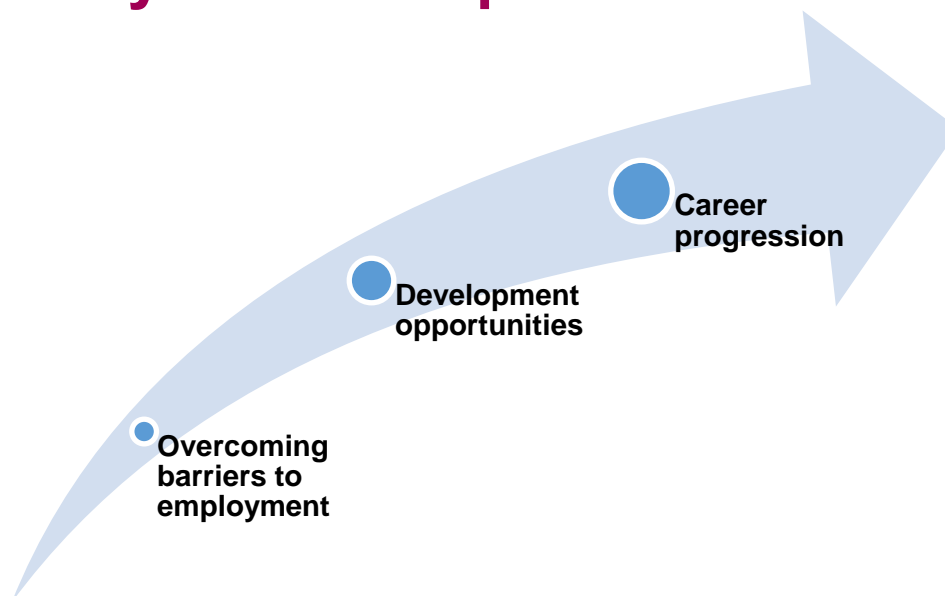 Career
progression
Development
opportunities
Overcoming
barriers to
employment